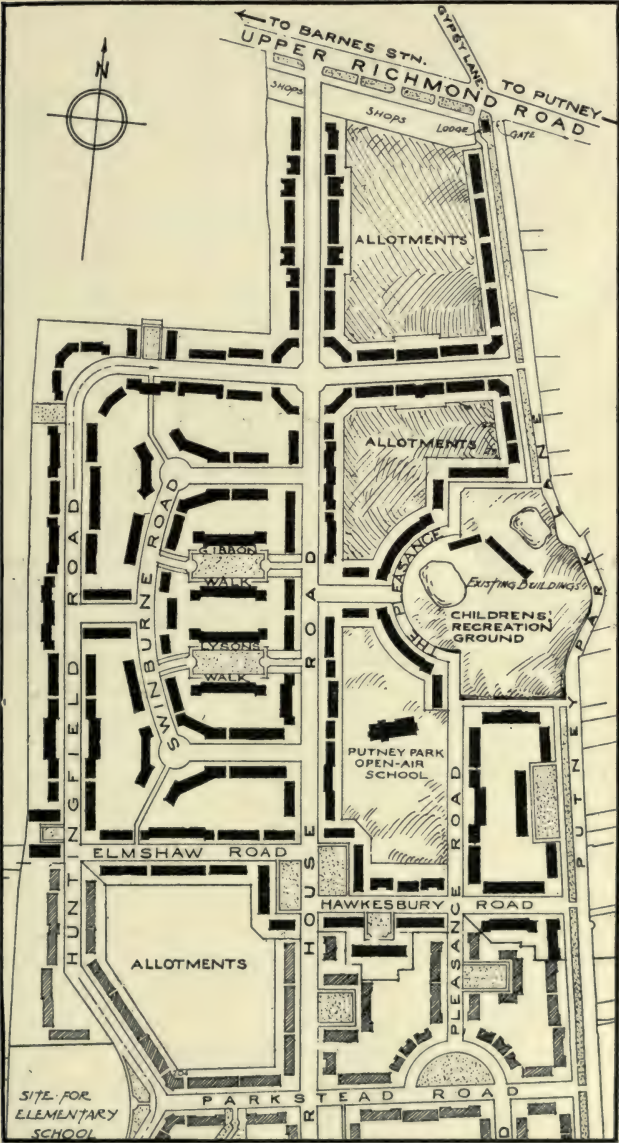 N
TO BARNES STN.
UPPER RICHMOND ROAD
GYPSY LANE.
TO PUTNEY
SHOPS
SHOPS
LODGE
GATE
ALLOTMENTS
ALLOTMENTS
HUNTINGFIELD ROAD
SWINBURNE ROAD
GIBBON
WALK
LYSONS
WALK
HOUSE ROAD
THE PLEASANCE
EXISTING BUILDINGS
CHILDRENS'
RECREATION
GROUND
PUTNEY PARK LANE
PUTNEY PARK
OPEN-AIR
SCHOOL
PLEASANCE ROAD
ELMSHAW ROAD
HAWKESBURY ROAD
ALLOTMENTS
PARKSTEAD ROAD
SITE FOR
ELEMENTARY
SCHOOL
R
D